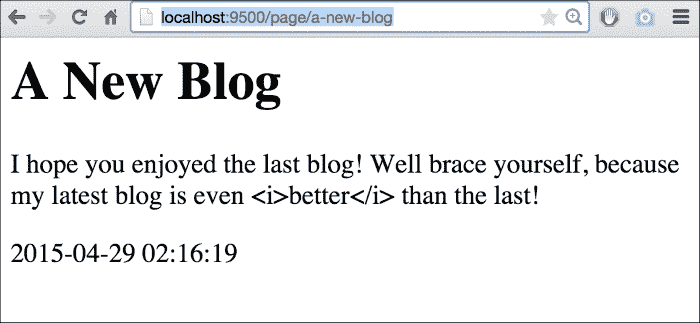 localhost:9500/page/a-new-blog
A New Blog
I hope you enjoyed the last blog! Well brace yourself, because
my latest blog is even <i>better</i> than the last!
2015-04-29 02:16:19